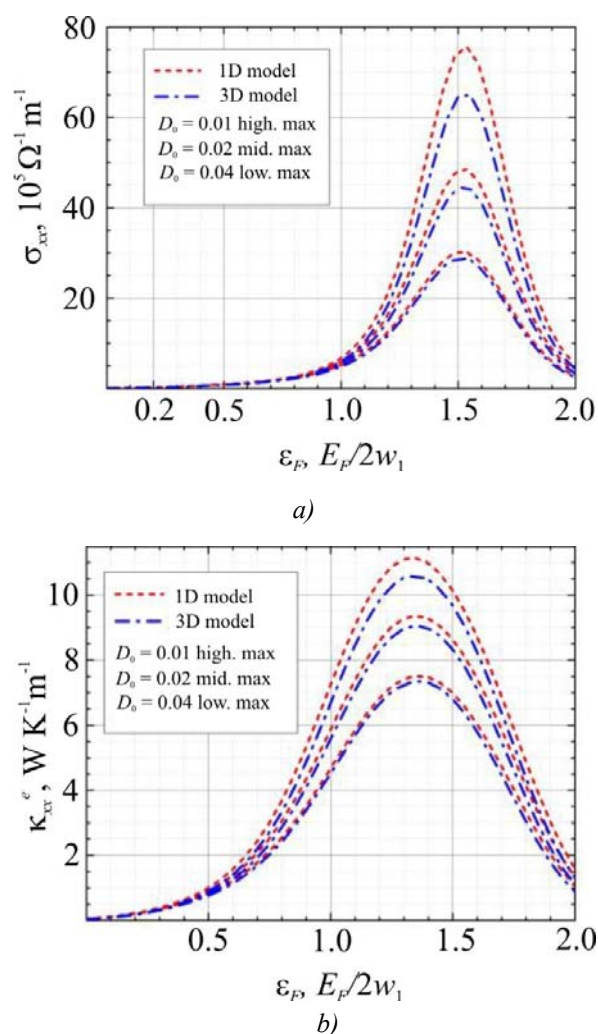 80
60
40
20
σxx, 10⁵ Ω⁻¹ m⁻¹
1D model
3D model
D₀ = 0.01 high. max
D₀ = 0.02 mid. max
D₀ = 0.04 low. max
0.2 0.5 1.0 1.5 2.0
εF, EF/2w₁
a)
10
8
6
4
2
κxxᵉ, W K⁻¹m⁻¹
1D model
3D model
D₀ = 0.01 high. max
D₀ = 0.02 mid. max
D₀ = 0.04 low. max
0.5 1.0 1.5 2.0
εF, EF/2w₁
b)